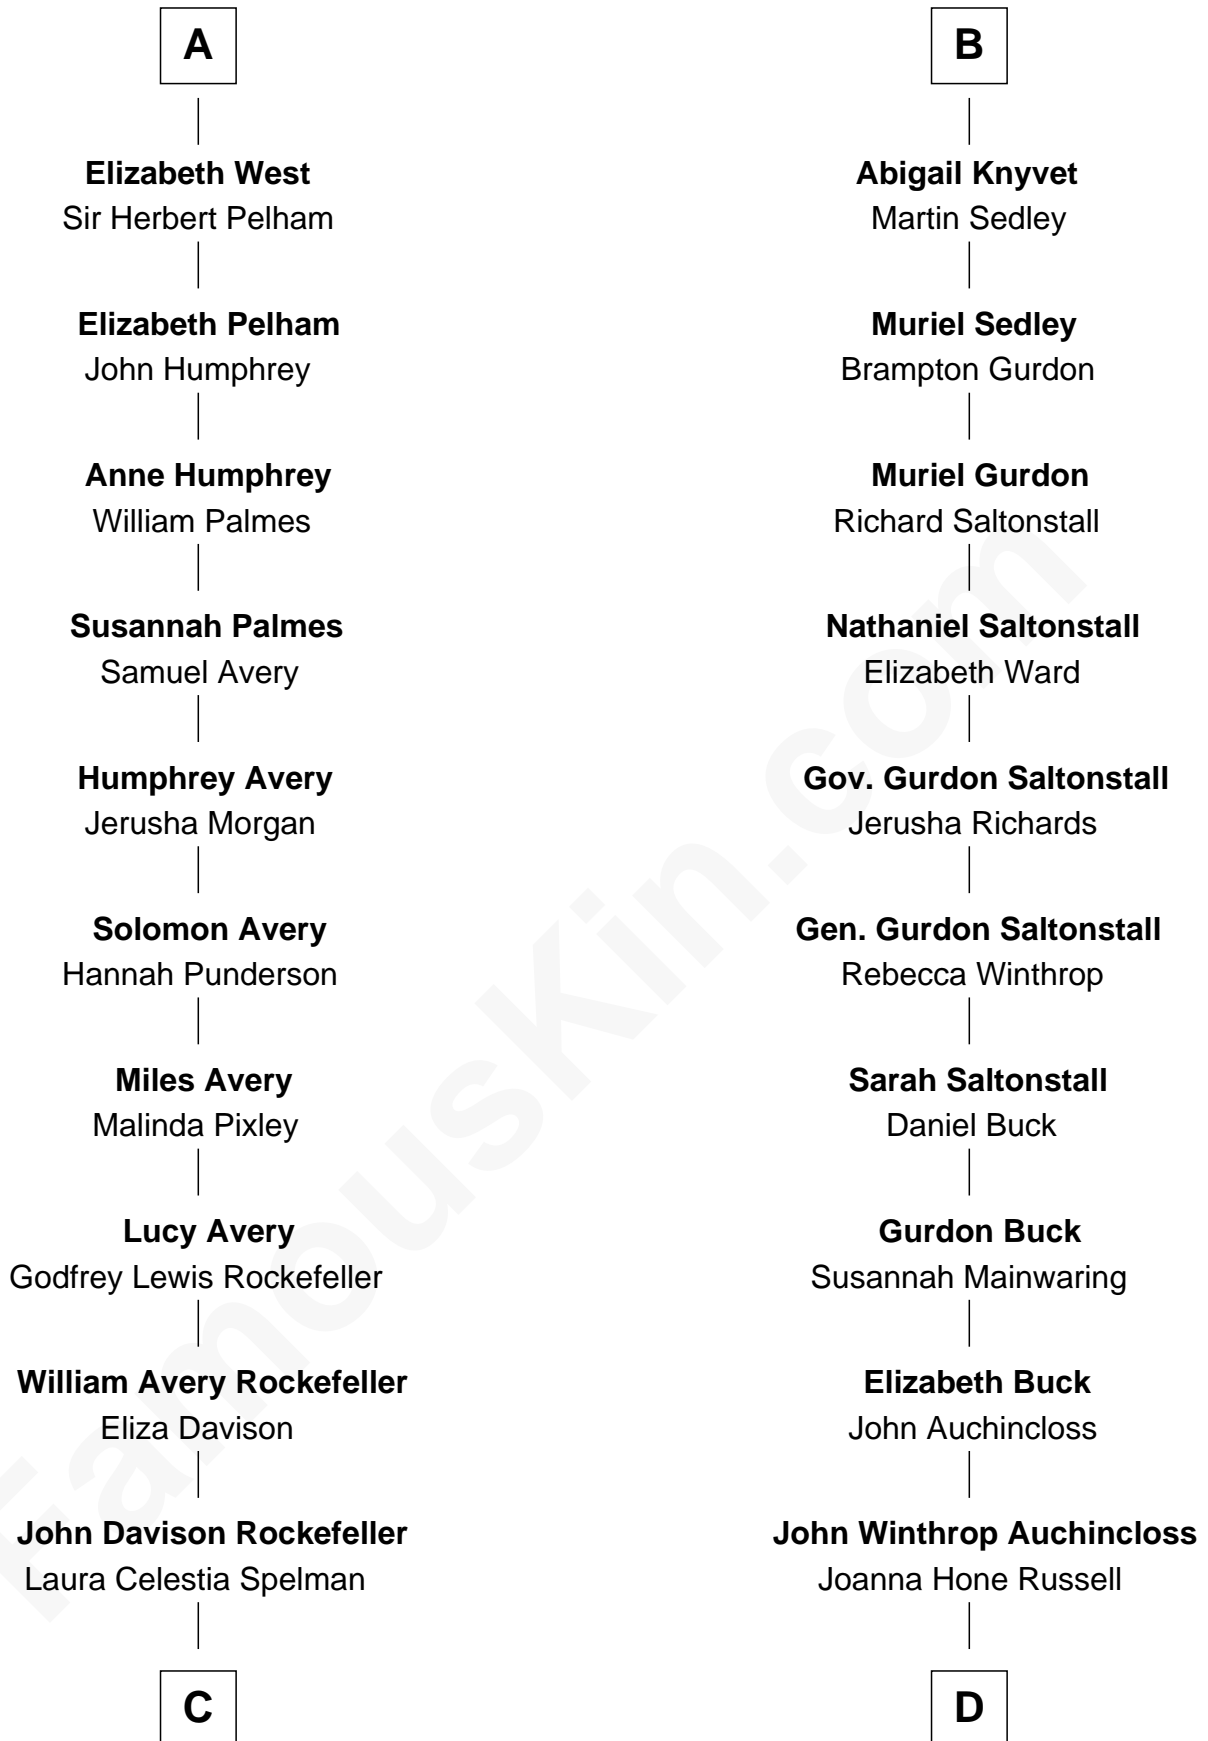 A
Elizabeth West
Sir Herbert Pelham
Elizabeth Pelham
John Humphrey
Anne Humphrey
William Palmes
Susannah Palmes
Samuel Avery
Humphrey Avery
Jerusha Morgan
Solomon Avery
Hannah Punderson
Miles Avery
Malinda Pixley
Lucy Avery
Godfrey Lewis Rockefeller
William Avery Rockefeller
Eliza Davison
John Davison Rockefeller
Laura Celestia Spelman
C
B
Abigail Knyvet
Martin Sedley
Muriel Sedley
Brampton Gurdon
Muriel Gurdon
Richard Saltonstall
Nathaniel Saltonstall
Elizabeth Ward
Gov. Gurdon Saltonstall
Jerusha Richards
Gen. Gurdon Saltonstall
Rebecca Winthrop
Sarah Saltonstall
Daniel Buck
Gurdon Buck
Susannah Mainwaring
Elizabeth Buck
John Auchincloss
John Winthrop Auchincloss
Joanna Hone Russell
D
FamousKin.com